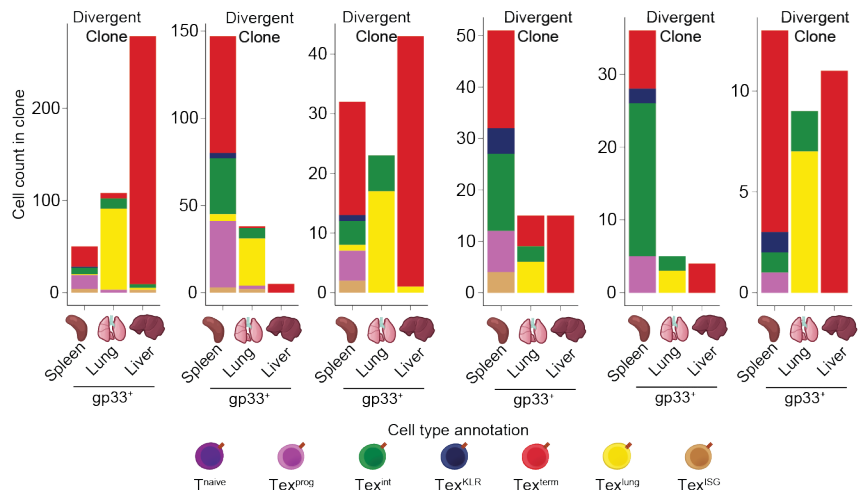 Divergent Clone
Divergent Clone
Divergent Clone
Divergent Clone
Divergent Clone
Divergent Clone
Cell count in clone
200
100
0
150
100
50
0
40
30
20
10
0
50
40
30
20
10
0
30
20
10
0
10
5
0
Spleen Lung Liver
Spleen Lung Liver
Spleen Lung Liver
Spleen Lung Liver
Spleen Lung Liver
Spleen Lung Liver
gp33⁺ gp33⁺ gp33⁺ gp33⁺ gp33⁺ gp33⁺
Cell type annotation
Tⁿᵃⁱᵛᵉ Texᵖʳᵒᵍ Texⁱⁿᵗ Texᴷᴸᴿ Texᵗᵉʳᵐ Texˡᵘⁿᵍ Texᴵˢᴳ